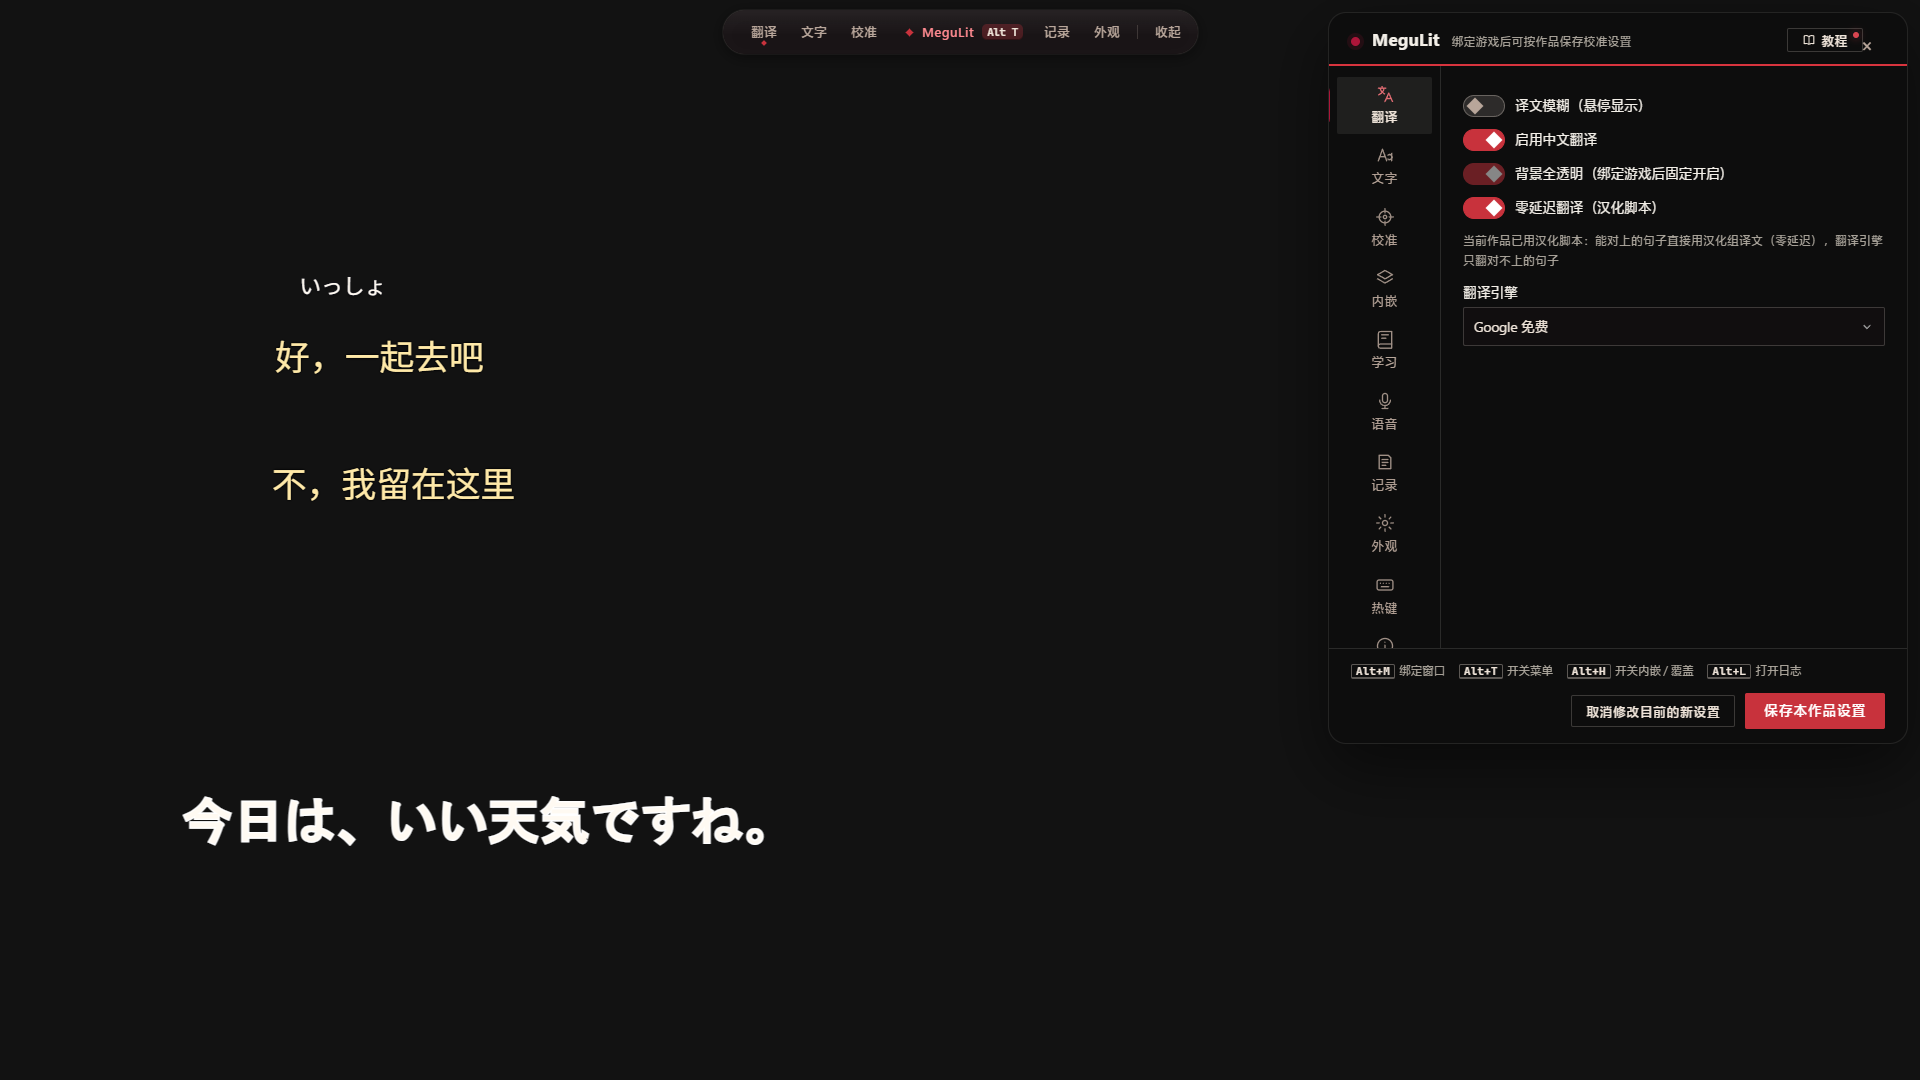 翻译 文字 校准 MeguLit Alt T 记录 外观 收起
MeguLit 绑定游戏后可按作品保存校准设置 教程 ×
翻译
文字
校准
内嵌
学习
语音
记录
外观
热键
译文模糊（悬停显示）
启用中文翻译
背景全透明（绑定游戏后固定开启）
零延迟翻译（汉化脚本）
当前作品已用汉化脚本：能对上的句子直接用汉化组译文（零延迟），翻译引擎
只翻对不上的句子
翻译引擎
Google 免费
Alt+M 绑定窗口 Alt+T 开关菜单 Alt+H 开关内嵌 / 覆盖 Alt+L 打开日志
取消修改目前的新设置 保存本作品设置
いっしょ
好，一起去吧
不，我留在这里
今日は、いい天気ですね。